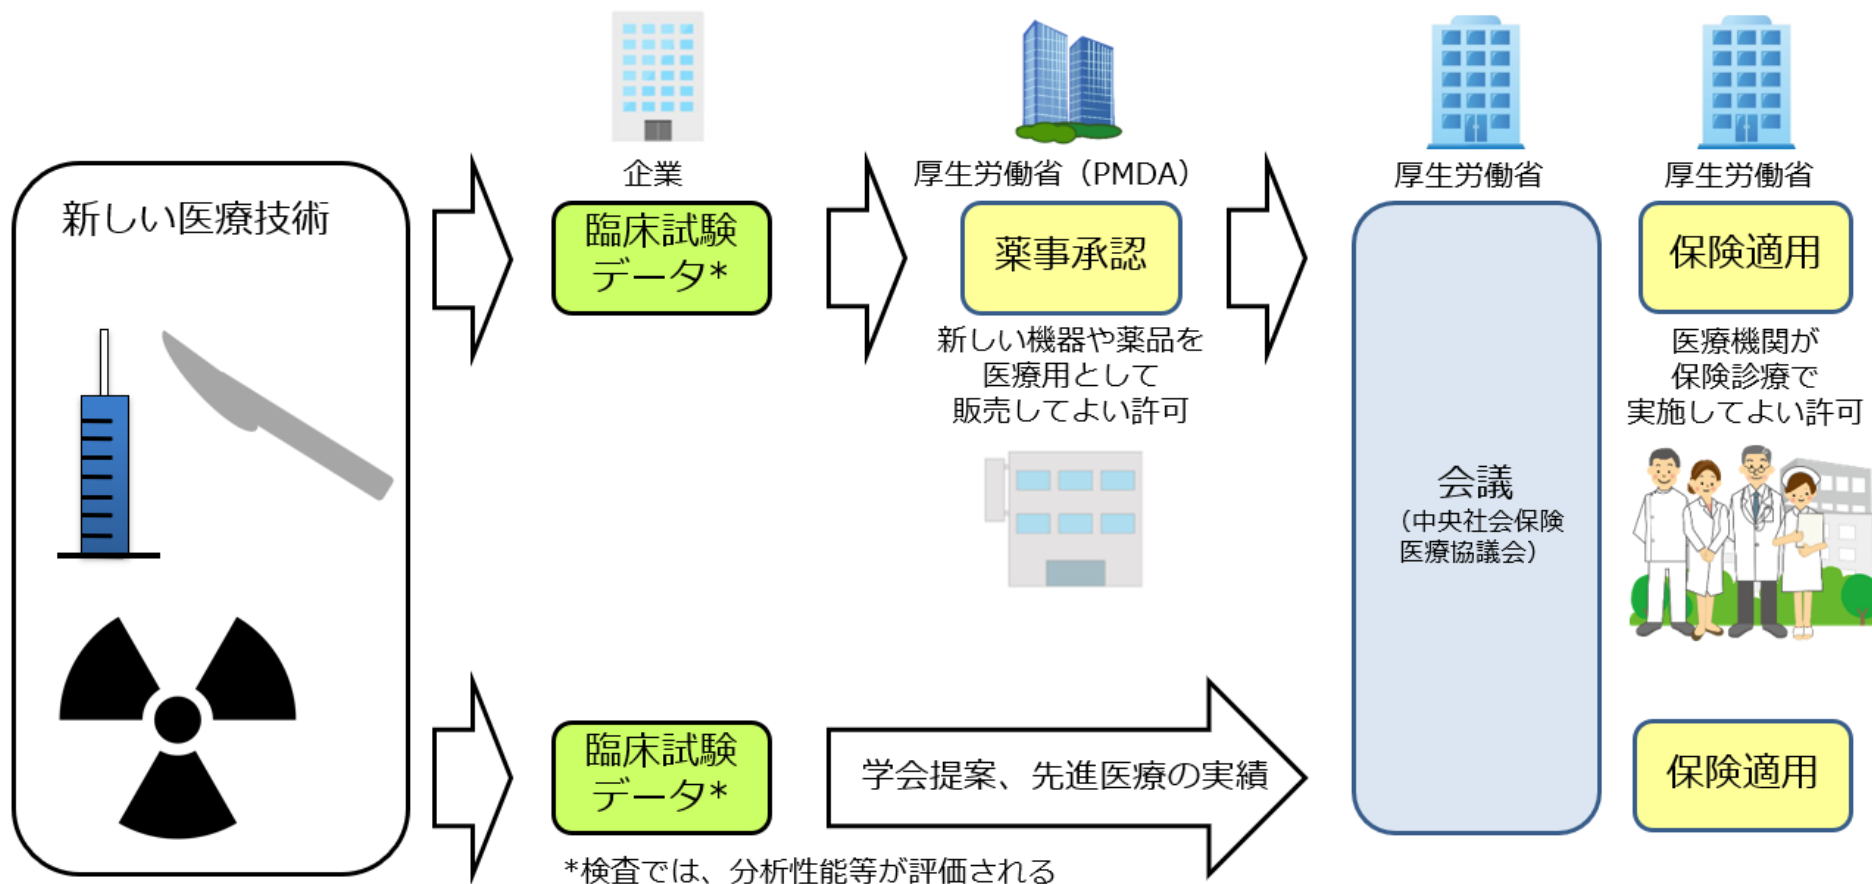 新しい医療技術
企業
臨床試験
データ*
厚生労働省（PMDA）
薬事承認
新しい機器や薬品を
医療用として
販売してよい許可
厚生労働省
会議
（中央社会保険
医療協議会）
厚生労働省
保険適用
医療機関が
保険診療で
実施してよい許可
臨床試験
データ*
学会提案、先進医療の実績
保険適用
*検査では、分析性能等が評価される